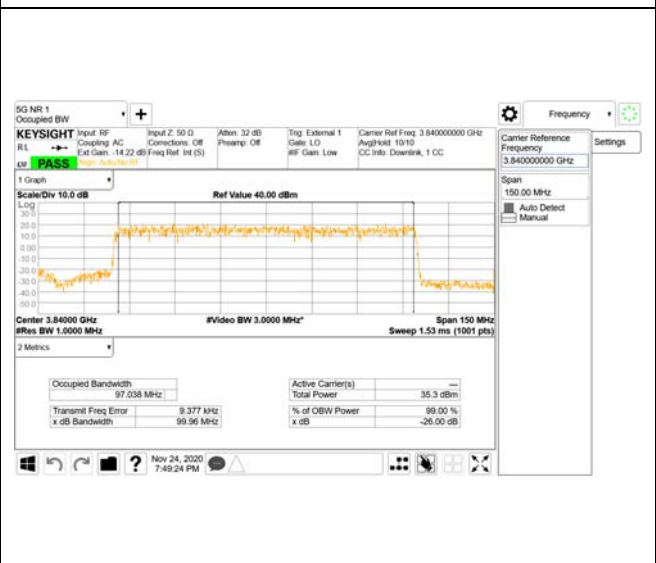 5G NR 1
Occupied BW
Frequency
KEYSIGHT Input: RF Input Z: 50 Ω Atten: 32 dB Trig: External 1 Carrier Ref Freq: 3.840000000 GHz
RL Coupling: AC Corrections: Off Preamp: Off Gate: LO Avg|Hold: 10/10
Ext Gain: -14.22 dB Freq Ref: Int (S) #IF Gain: Low CC Info: Downlink, 1 CC
PASS Align: Auto/No RF
Carrier Reference Frequency
3.840000000 GHz
Settings
Span
150.00 MHz
Auto Detect
Manual
1 Graph
Scale/Div 10.0 dB Ref Value 40.00 dBm
Log
30.0
20.0
10.0
0.00
-10.0
-20.0
-30.0
-40.0
-50.0
Center 3.84000 GHz #Video BW 3.0000 MHz* Span 150 MHz
#Res BW 1.0000 MHz Sweep 1.53 ms (1001 pts)
2 Metrics
Occupied Bandwidth
97.038 MHz
Active Carrier(s) ---
Total Power 35.3 dBm
Transmit Freq Error 9.377 kHz % of OBW Power 99.00 %
x dB Bandwidth 99.96 MHz x dB -26.00 dB
Nov 24, 2020
7:49:24 PM